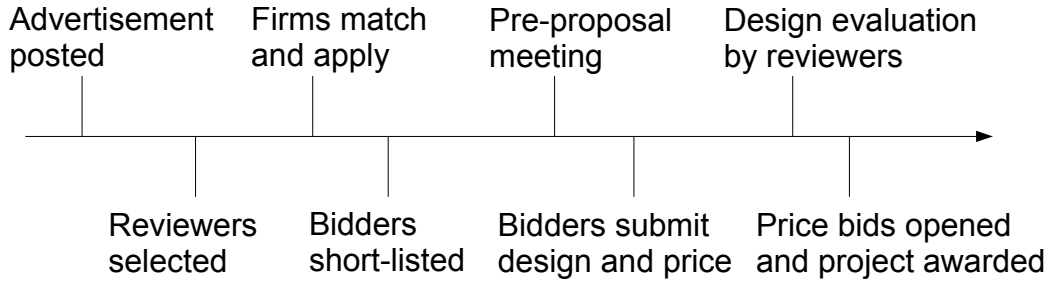 Advertisement
posted
Firms match
and apply
Pre-proposal
meeting
Design evaluation
by reviewers
Reviewers
selected
Bidders
short-listed
Bidders submit
design and price
Price bids opened
and project awarded